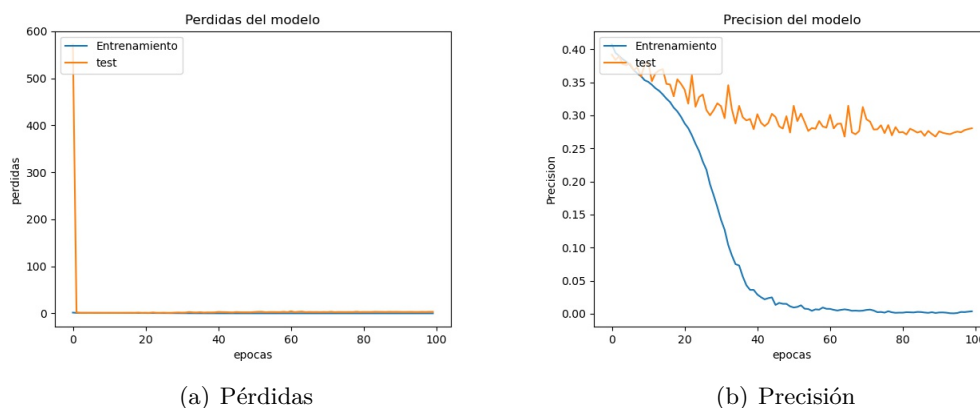 Perdidas del modelo
Entrenamiento
test
600
500
400
300
200
100
0
perdidas
0 20 40 60 80 100
epocas
(a) Pérdidas
Precision del modelo
Entrenamiento
test
0.40
0.35
0.30
0.25
0.20
0.15
0.10
0.05
0.00
Precision
0 20 40 60 80 100
epocas
(b) Precisión